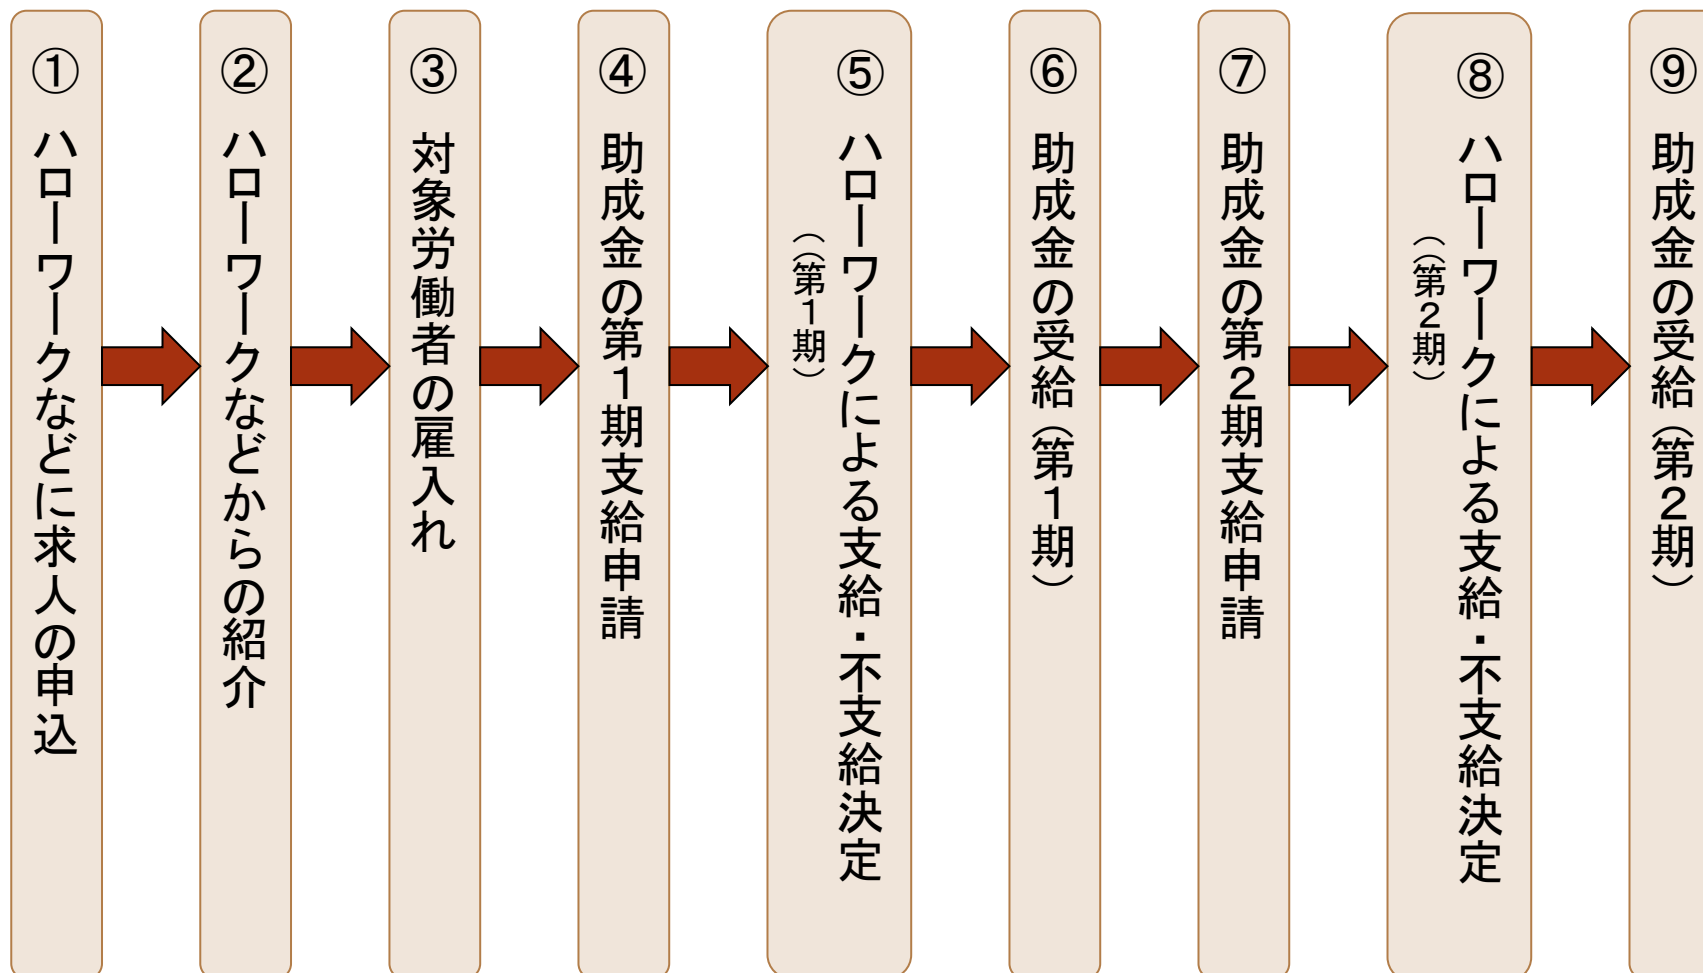 ① ハローワークなどに求人の申込
② ハローワークなどからの紹介
③ 対象労働者の雇入れ
④ 助成金の第1期支給申請
⑤ ハローワークによる支給・不支給決定
((第1期)
⑥ 助成金の受給(第1期)
⑦ 助成金の第2期支給申請
⑧ ハローワークによる支給・不支給決定
((第2期)
⑨ 助成金の受給(第2期)